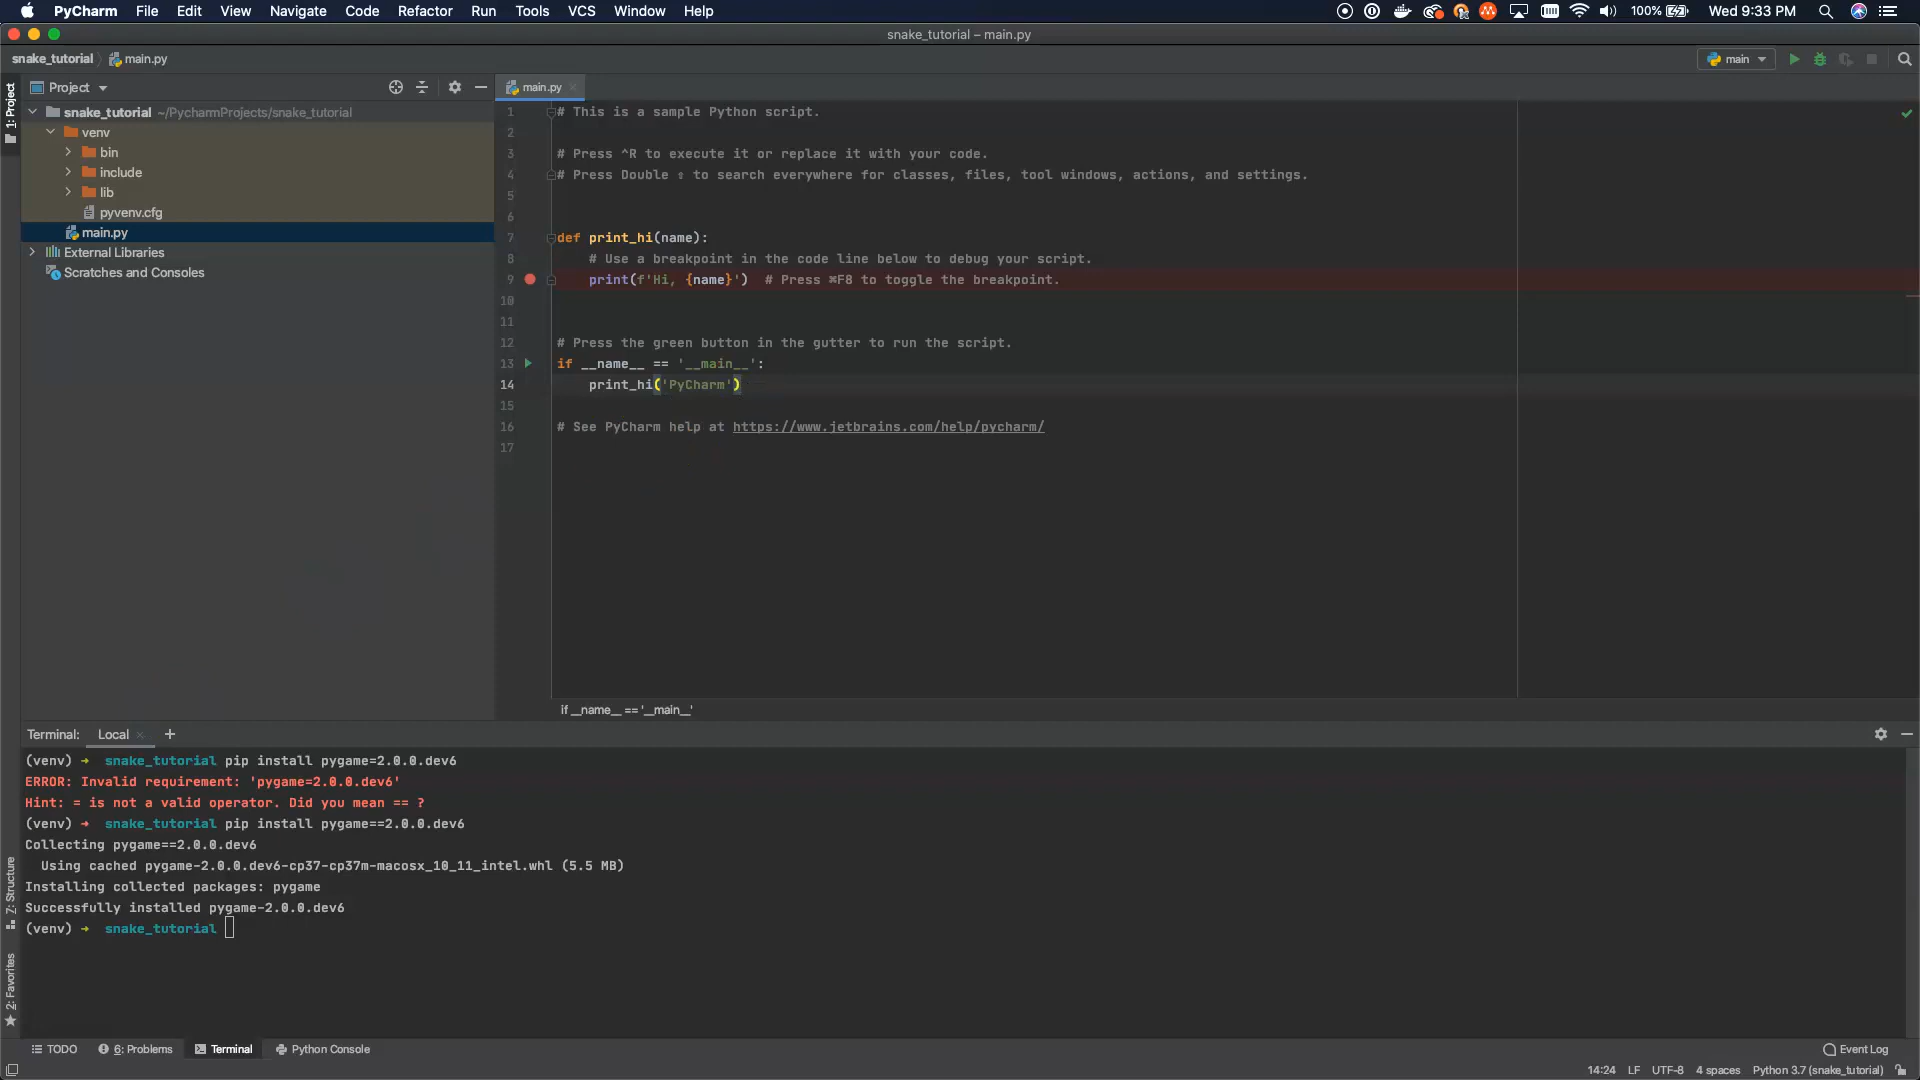 PyCharm File Edit View Navigate Code Refactor Run Tools VCS Window Help 100% Wed 9:33 PM
snake_tutorial – main.py
snake_tutorial main.py main
1: Project
Project
main.py
snake_tutorial ~/PycharmProjects/snake_tutorial
venv
bin
include
lib
pyvenv.cfg
main.py
External Libraries
Scratches and Consoles
1 # This is a sample Python script.
2
3 # Press ^R to execute it or replace it with your code.
4 # Press Double ⇧ to search everywhere for classes, files, tool windows, actions, and settings.
5
6
7 def print_hi(name):
8 # Use a breakpoint in the code line below to debug your script.
9 print(f'Hi, {name}') # Press ⌘F8 to toggle the breakpoint.
10
11
12 # Press the green button in the gutter to run the script.
13 if __name__ == '__main__':
14 print_hi('PyCharm')
15
16 # See PyCharm help at https://www.jetbrains.com/help/pycharm/
17
if __name__ == '__main__'
Terminal: Local +
(venv) → snake_tutorial pip install pygame=2.0.0.dev6
ERROR: Invalid requirement: 'pygame=2.0.0.dev6'
Hint: = is not a valid operator. Did you mean == ?
(venv) → snake_tutorial pip install pygame==2.0.0.dev6
Collecting pygame==2.0.0.dev6
Using cached pygame-2.0.0.dev6-cp37-cp37m-macosx_10_11_intel.whl (5.5 MB)
Installing collected packages: pygame
Successfully installed pygame-2.0.0.dev6
(venv) → snake_tutorial
7: Structure
2: Favorites
TODO 6: Problems Terminal Python Console Event Log
14:24 LF UTF-8 4 spaces Python 3.7 (snake_tutorial)